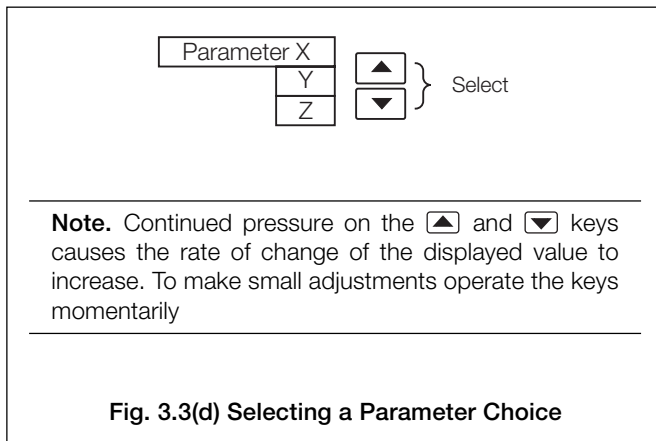 Parameter X
Y
Z
Select
Note. Continued pressure on the ▲ and ▼ keys
causes the rate of change of the displayed value to
increase. To make small adjustments operate the keys
momentarily
Fig. 3.3(d) Selecting a Parameter Choice